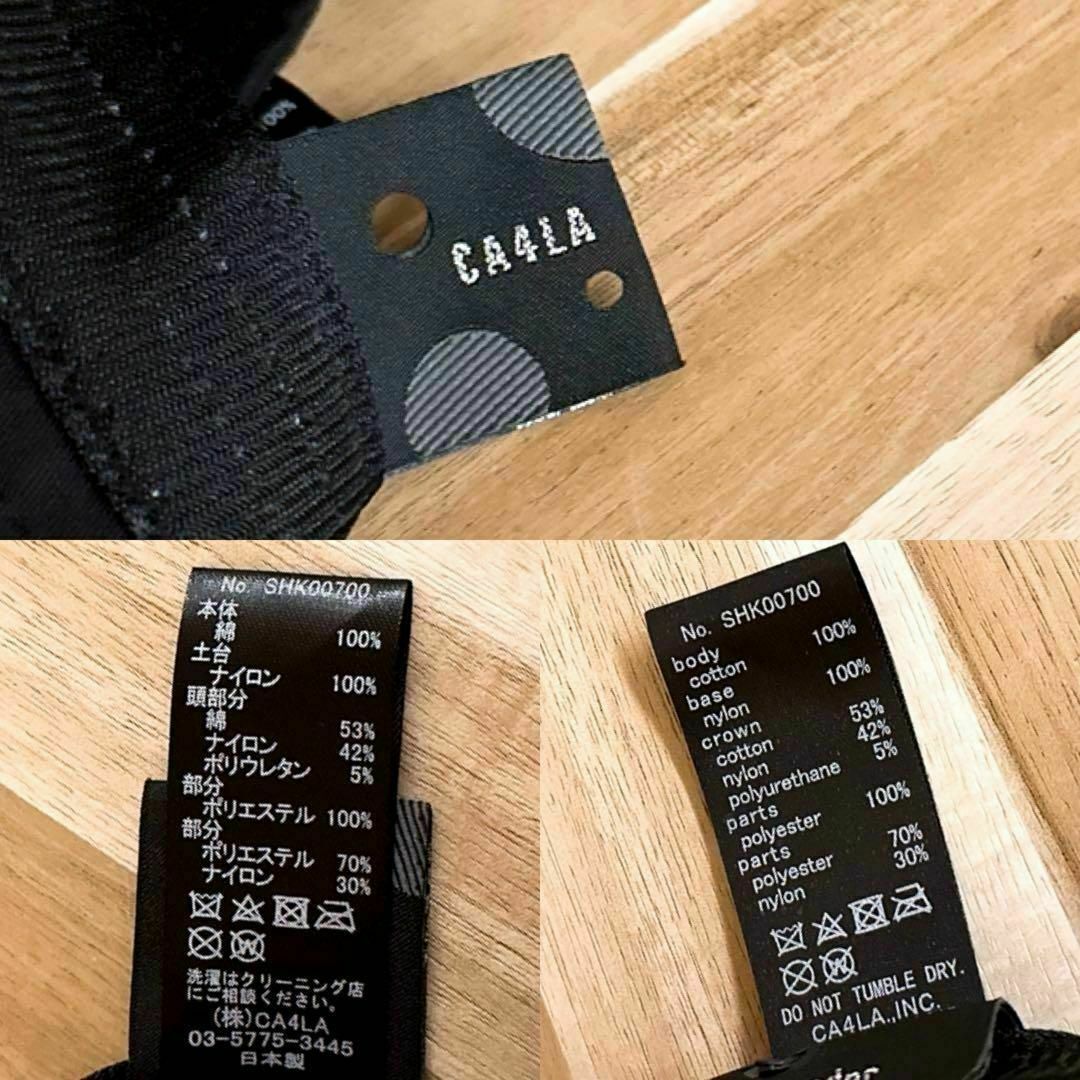 100%
CA4LA
No. SHK00700
本体
綿 100%
土台
ナイロン 100%
頭部分
綿 53%
ナイロン 42%
ポリウレタン 5%
部分
ポリエステル 100%
部分
ポリエステル 70%
ナイロン 30%
W
洗濯はクリーニング店
にご相談ください。
(株)CA4LA
03-5775-3445
日本製
No. SHK00700
body
cotton 100%
base
nylon 100%
crown
cotton 53%
nylon 42%
polyurethane 5%
parts
polyester 100%
parts
polyester 70%
nylon 30%
W
DO NOT TUMBLE DRY.
CA4LA.,INC.